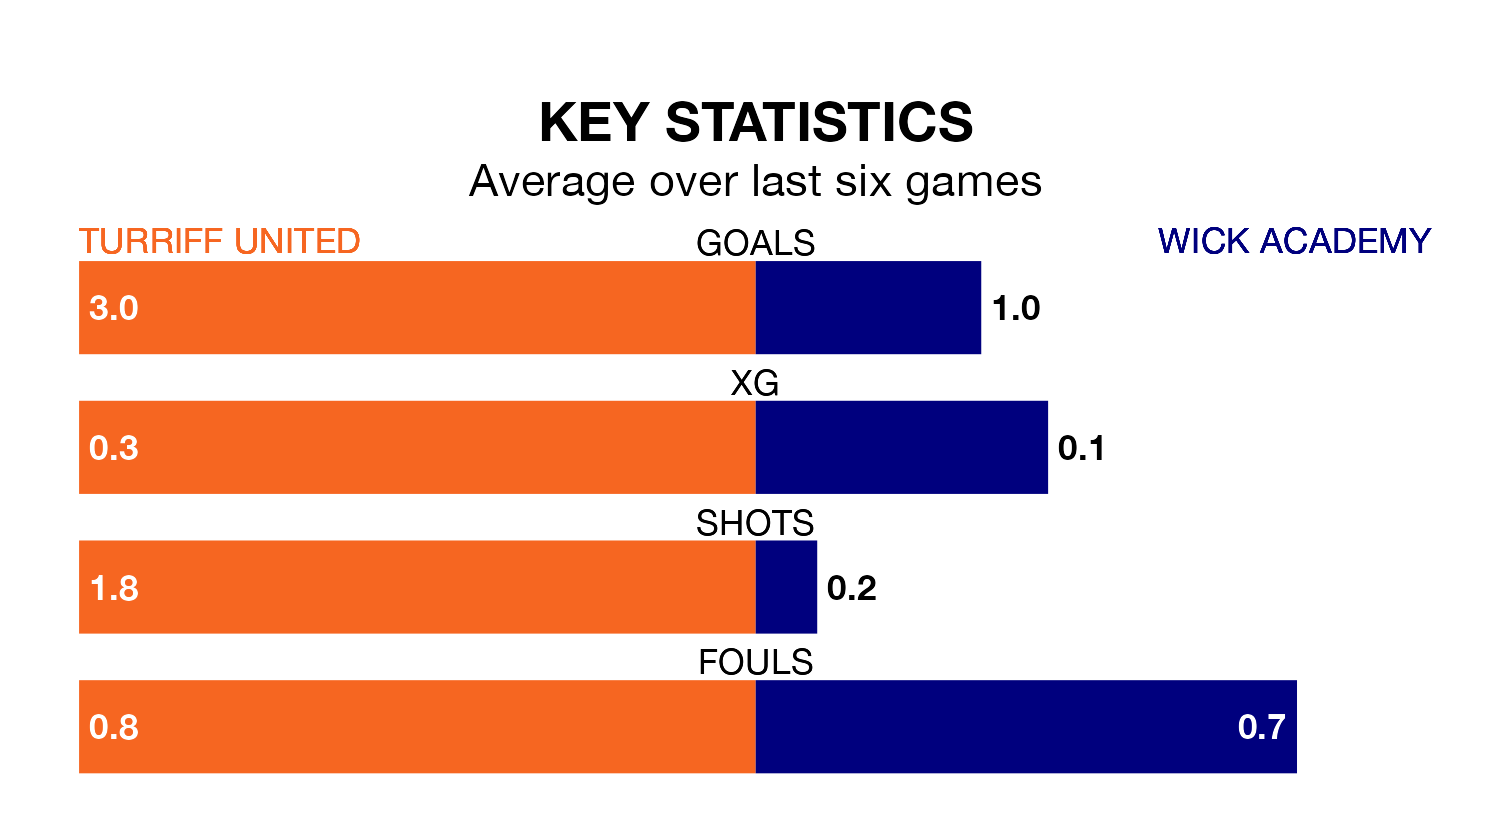 KEY STATISTICS
Average over last six games
TURRIFF UNITED
GOALS
WICK ACADEMY
3.0
1.0
XG
0.3
0.1
SHOTS
1.8
0.2
FOULS
0.8
0.7